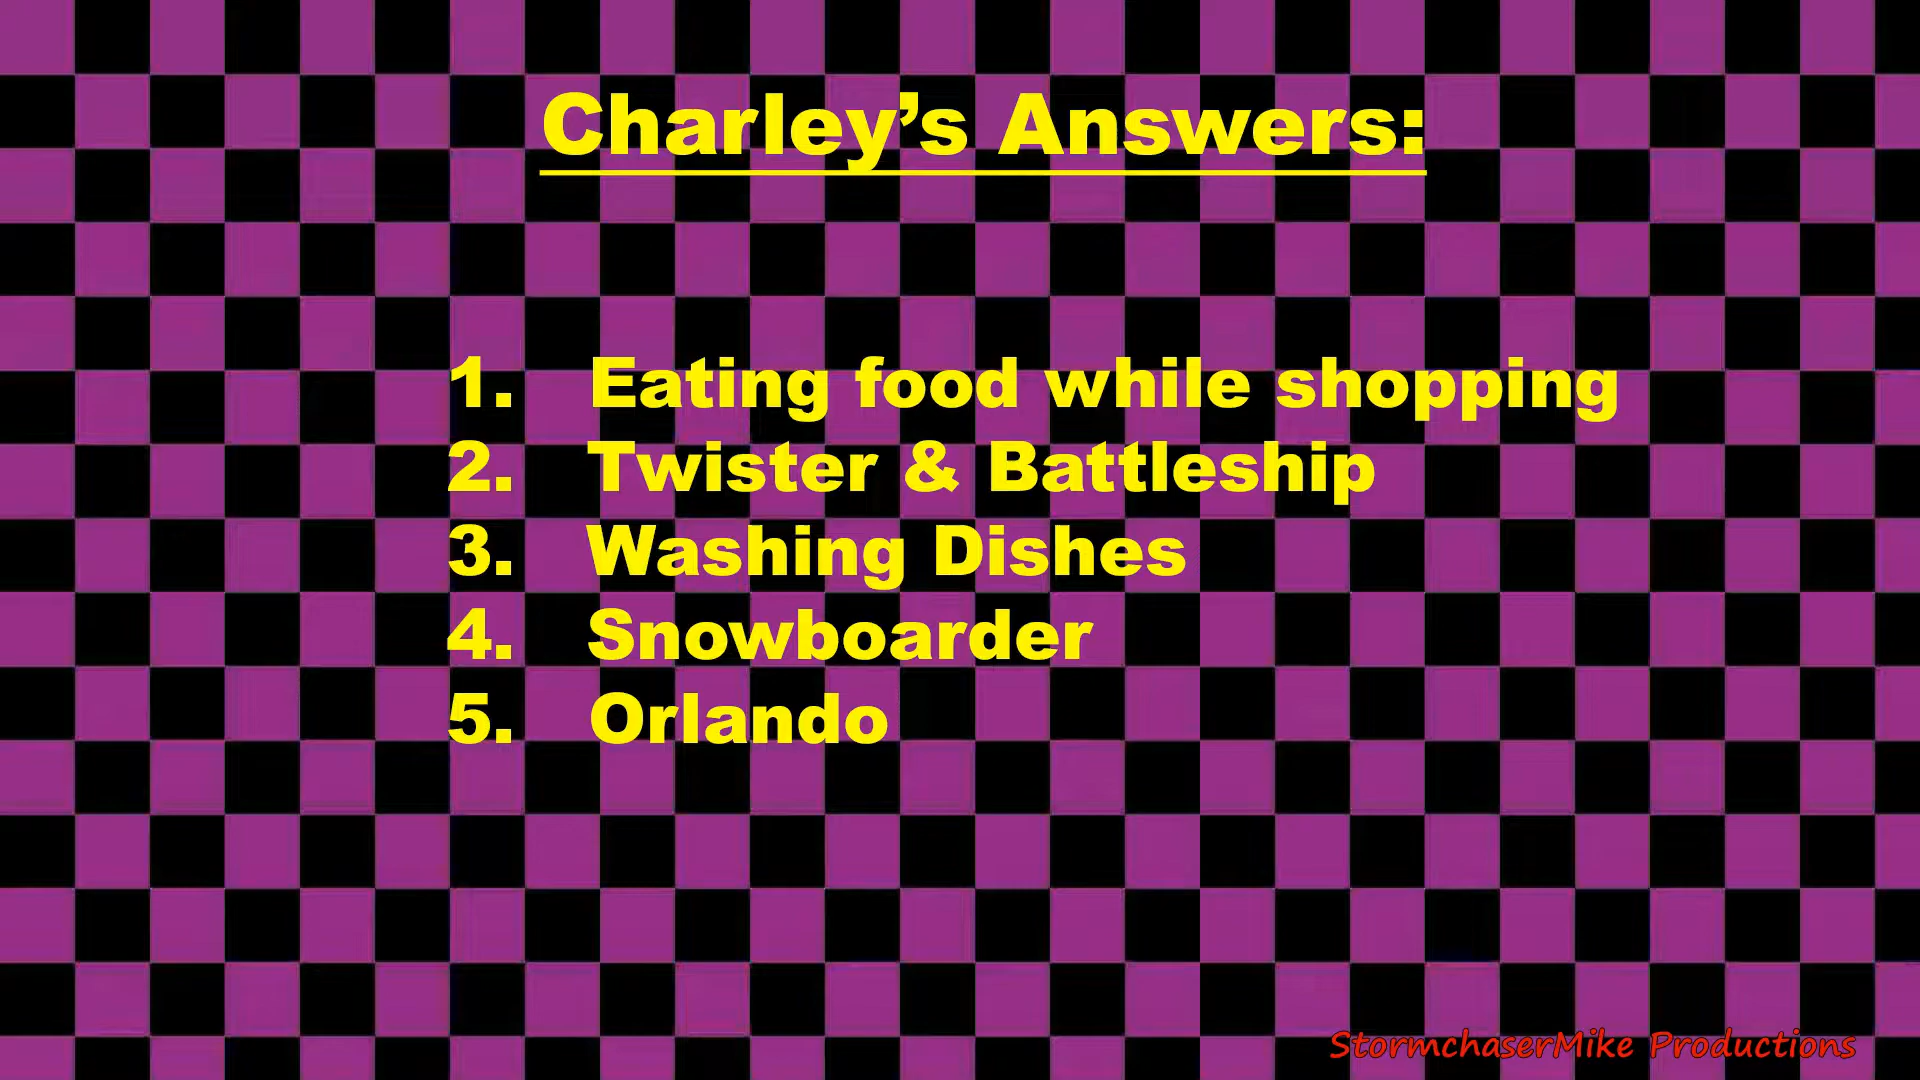 Charley’s Answers:
1. Eating food while shopping
2. Twister & Battleship
3. Washing Dishes
4. Snowboarder
5. Orlando
StormchaserMike Productions